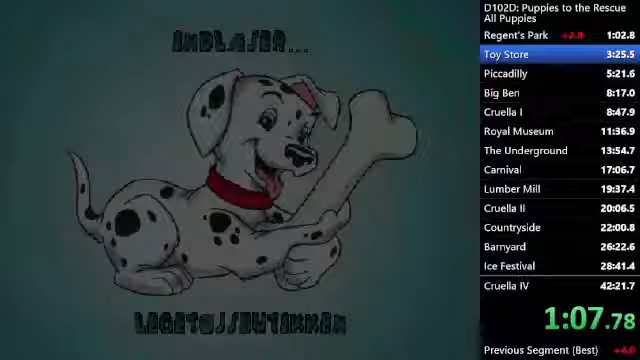 INDLÆSER...
LEGETØJSBUTIKKEN
D102D: Puppies to the Rescue
All Puppies
Regent's Park +2.8 1:02.8
Toy Store 3:25.5
Piccadilly 5:21.6
Big Ben 8:17.0
Cruella I 8:47.9
Royal Museum 11:36.9
The Underground 13:54.7
Carnival 17:06.7
Lumber Mill 19:37.4
Cruella II 20:06.5
Countryside 22:00.8
Barnyard 26:22.6
Ice Festival 28:41.4
Cruella IV 42:21.7
1:07.78
Previous Segment (Best) +4.0